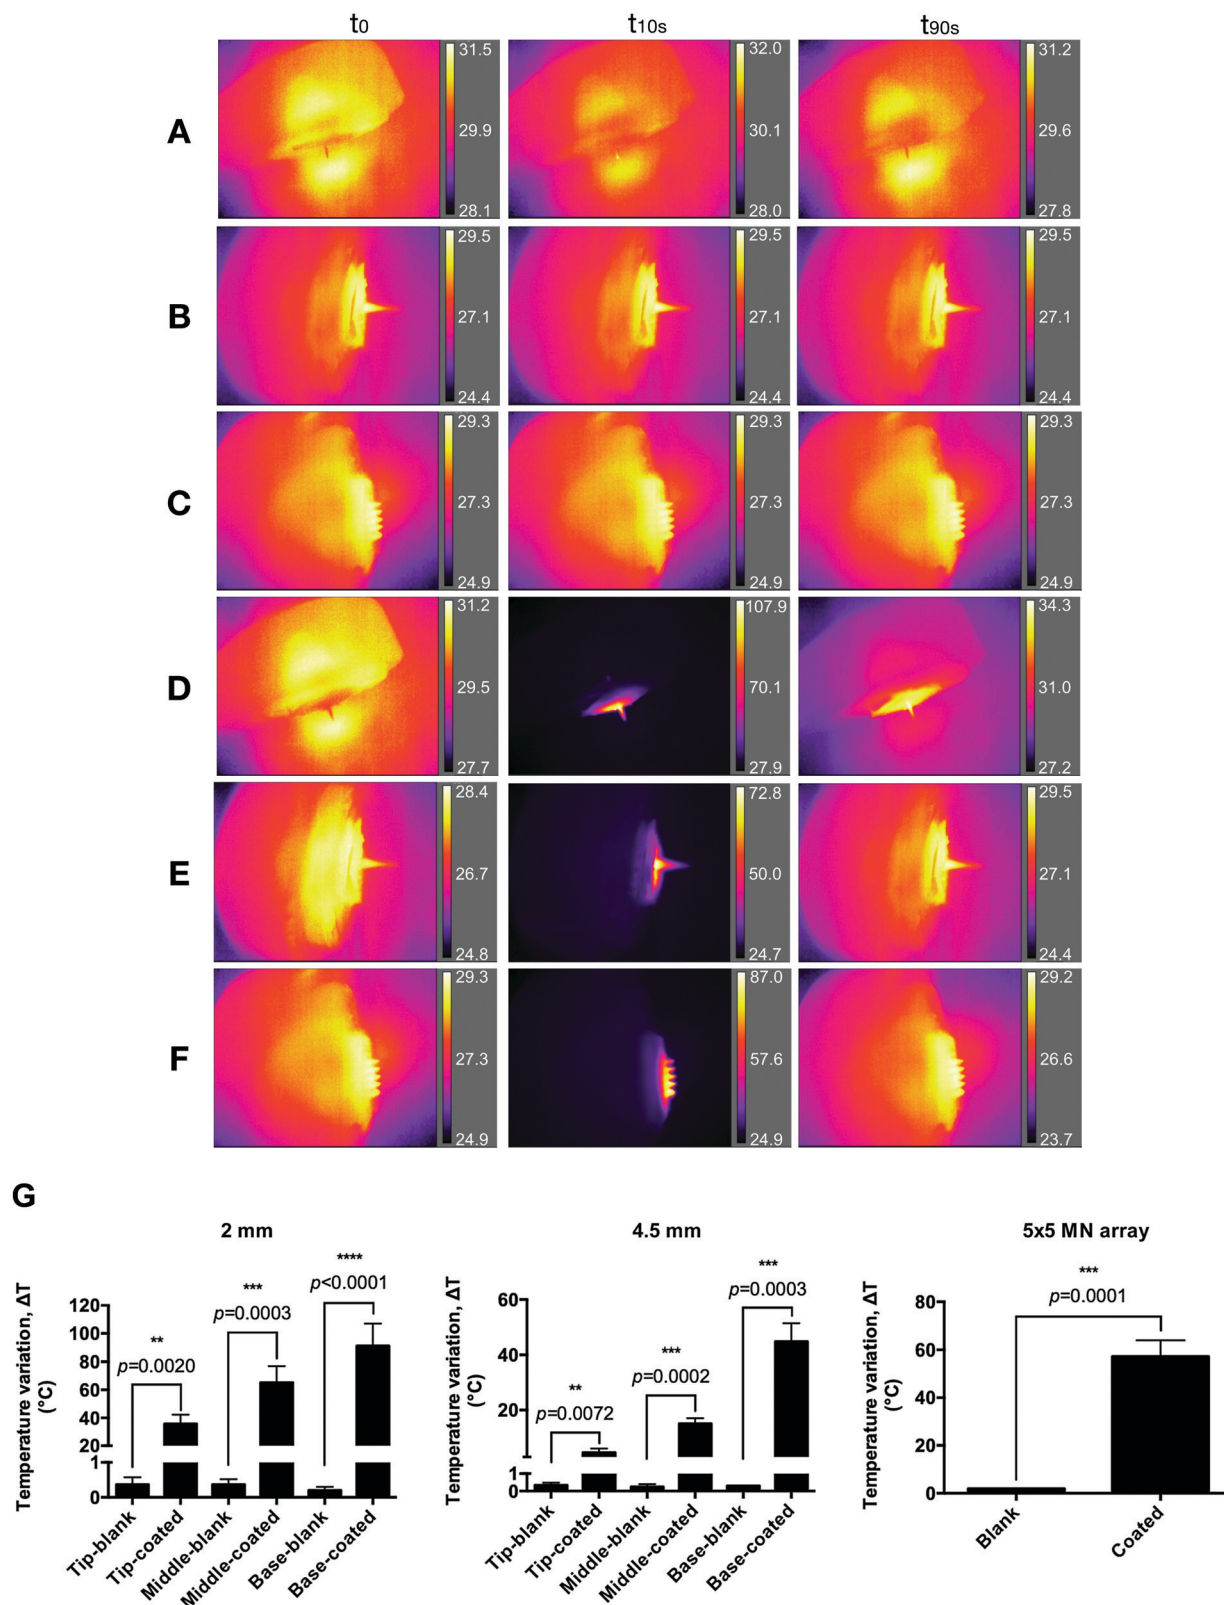 t0 t10s t90s
A
31.5 32.0 31.2
29.9 30.1 29.6
28.1 28.0 27.8
B
29.5 29.5 29.5
27.1 27.1 27.1
24.4 24.4 24.4
C
29.3 29.3 29.3
27.3 27.3 27.3
24.9 24.9 24.9
D
31.2 107.9 34.3
29.5 70.1 31.0
27.7 27.9 27.2
E
28.4 72.8 29.5
26.7 50.0 27.1
24.8 24.7 24.4
F
29.3 87.0 29.2
27.3 57.6 26.6
24.9 24.9 23.7
G
2 mm
Temperature variation, ΔT
(°C)
120
100
80
60
40
20
1
0
**
p=0.0020
***
p=0.0003
****
p<0.0001
Tip-blank
Tip-coated
Middle-blank
Middle-coated
Base-blank
Base-coated
4.5 mm
Temperature variation, ΔT
(°C)
60
40
20
1
0
**
p=0.0072
***
p=0.0002
***
p=0.0003
Tip-blank
Tip-coated
Middle-blank
Middle-coated
Base-blank
Base-coated
5x5 MN array
Temperature variation, ΔT
(°C)
80
60
40
20
0
***
p=0.0001
Blank
Coated